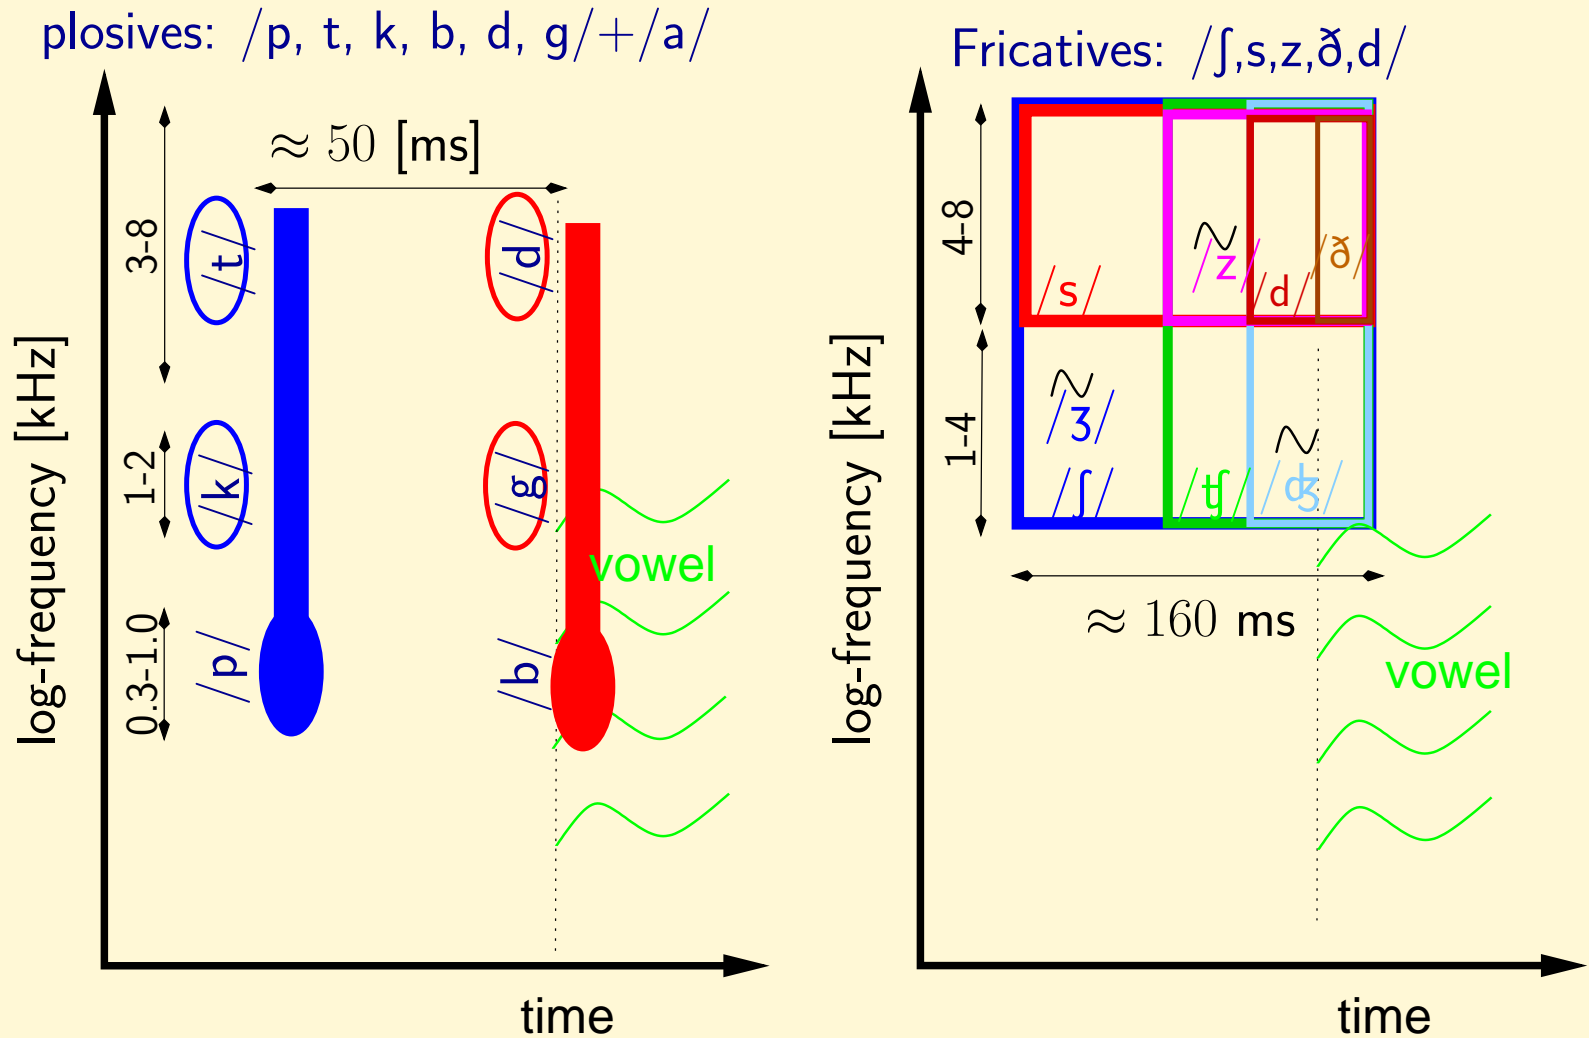 plosives: /p, t, k, b, d, g/+/a/
≈ 50 [ms]
3-8
1-2
0.3-1.0
log-frequency [kHz]
/t/
/k/
/p/
/d/
/g/
/b/
vowel
time
Fricatives: /ʃ,s,z,ð,d/
4-8
1-4
log-frequency [kHz]
/s/
/z/
/d/
/ð/
/ʒ/
/ʃ/
/ʧ/
/ʤ/
≈ 160 ms
vowel
time